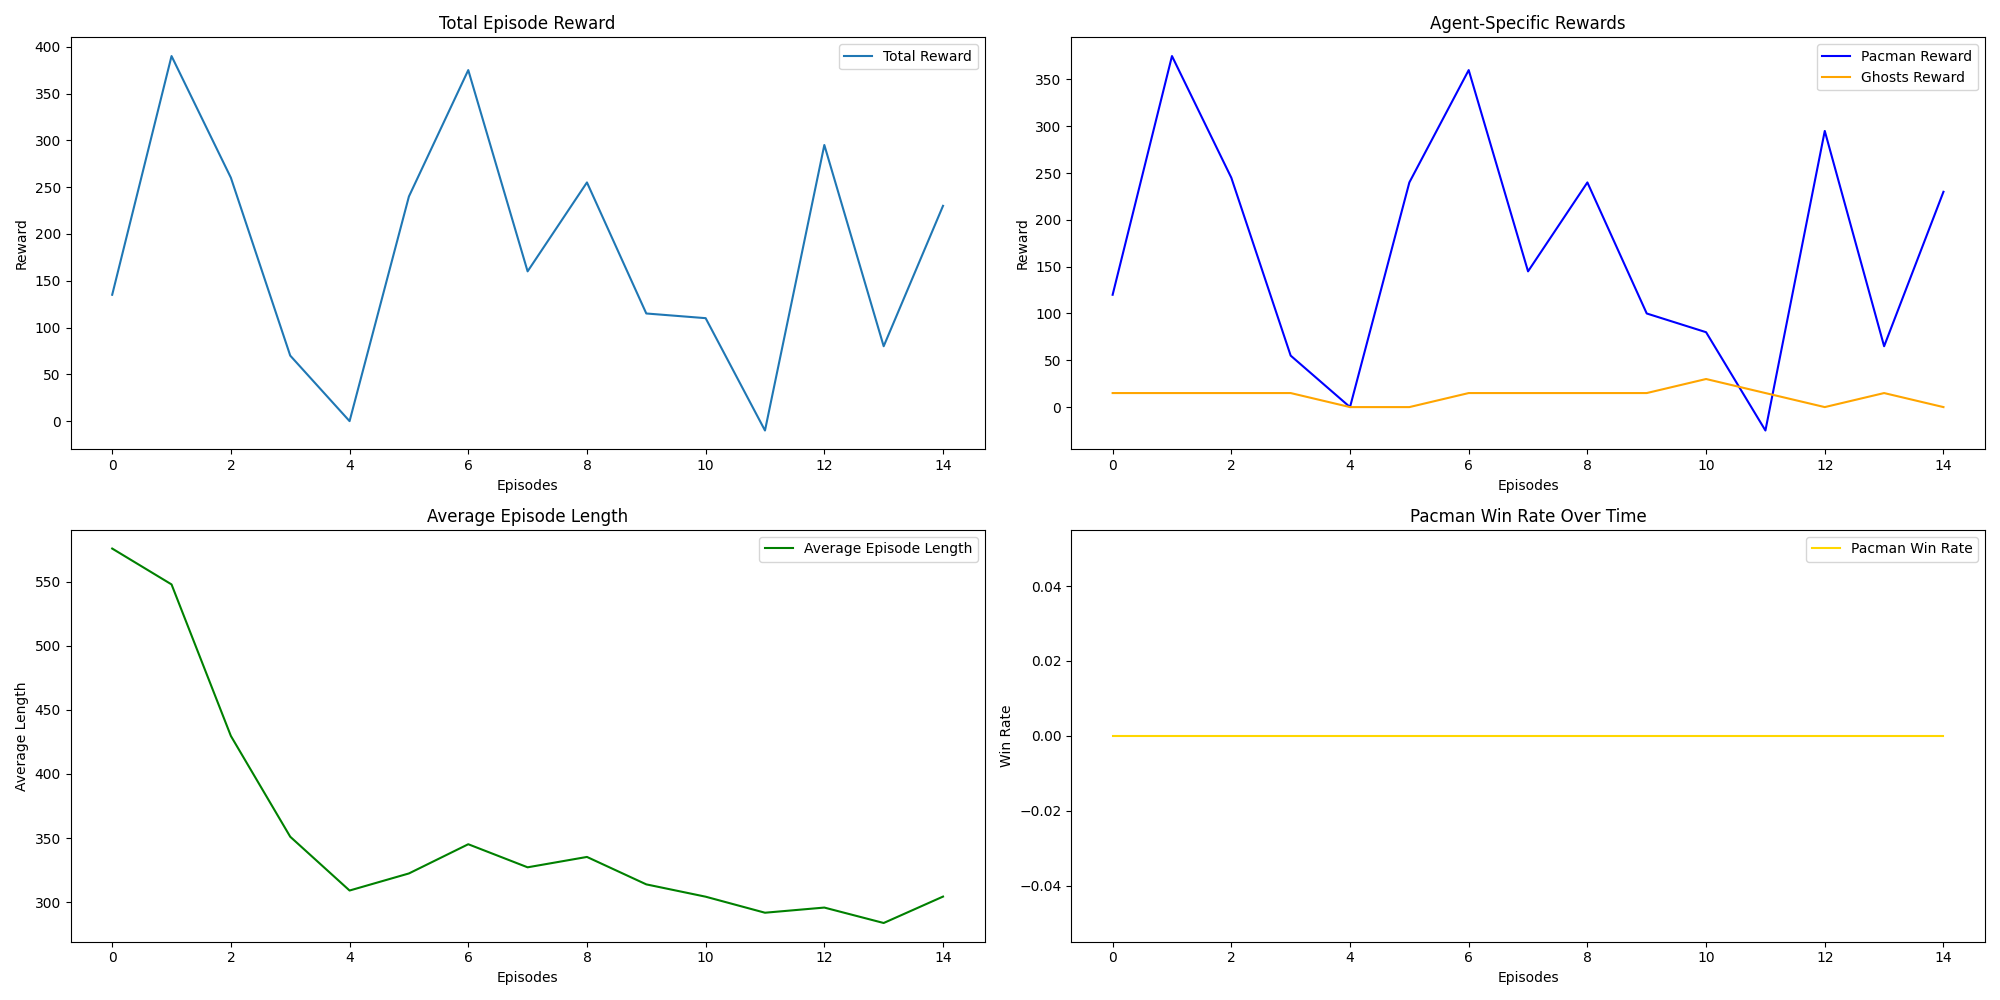 Total Episode Reward
Total Reward
400
350
300
250
200
150
100
50
0
Reward
0 2 4 6 8 10 12 14
Episodes
Agent-Specific Rewards
Pacman Reward
Ghosts Reward
350
300
250
200
150
100
50
0
Reward
0 2 4 6 8 10 12 14
Episodes
Average Episode Length
Average Episode Length
550
500
450
400
350
300
Average Length
0 2 4 6 8 10 12 14
Episodes
Pacman Win Rate Over Time
Pacman Win Rate
0.04
0.02
0.00
−0.02
−0.04
Win Rate
0 2 4 6 8 10 12 14
Episodes